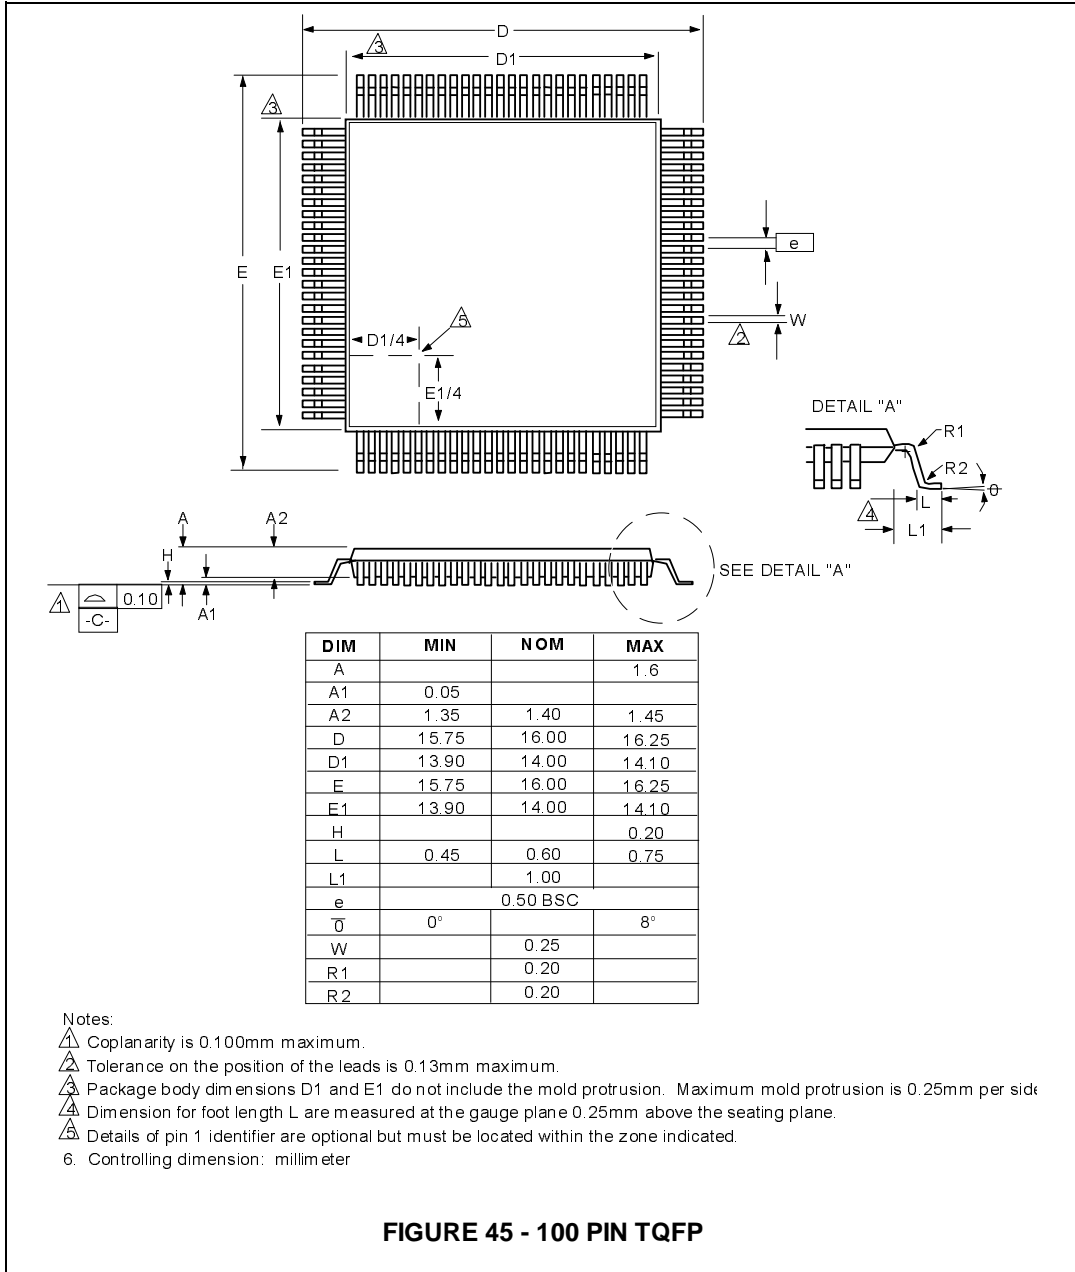 D
3
D1
3
E
E1
e
W
2
5
D1/4
E1/4
DETAIL "A"
R1
R2
0
L
4
L1
A
A2
H
SEE DETAIL "A"
1
0.10
-C-
A1
DIM MIN NOM MAX
A 1.6
A1 0.05
A2 1.35 1.40 1.45
D 15.75 16.00 16.25
D1 13.90 14.00 14.10
E 15.75 16.00 16.25
E1 13.90 14.00 14.10
H 0.20
L 0.45 0.60 0.75
L1 1.00
e 0.50 BSC
0 0° 8°
W 0.25
R1 0.20
R2 0.20
Notes:
1 Coplanarity is 0.100mm maximum.
2 Tolerance on the position of the leads is 0.13mm maximum.
3 Package body dimensions D1 and E1 do not include the mold protrusion. Maximum mold protrusion is 0.25mm per side
4 Dimension for foot length L are measured at the gauge plane 0.25mm above the seating plane.
5 Details of pin 1 identifier are optional but must be located within the zone indicated.
6. Controlling dimension: millimeter
FIGURE 45 - 100 PIN TQFP